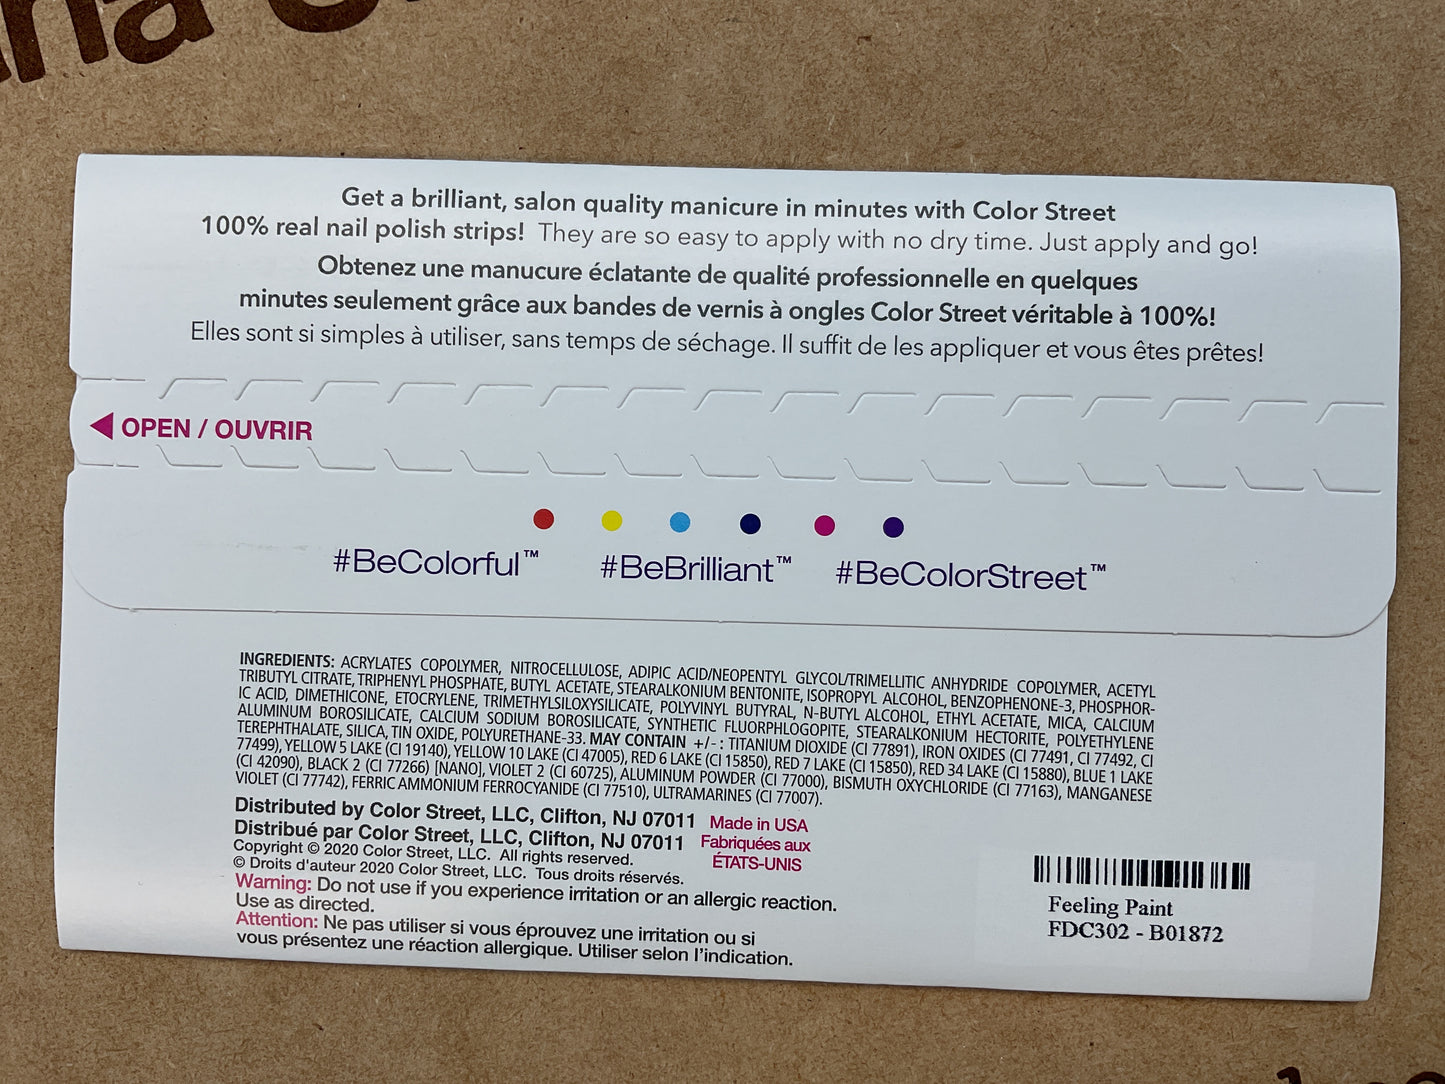 Get a brilliant, salon quality manicure in minutes with Color Street
100% real nail polish strips! They are so easy to apply with no dry time. Just apply and go!
Obtenez une manucure éclatante de qualité professionnelle en quelques
minutes seulement grâce aux bandes de vernis à ongles Color Street véritable à 100%!
Elles sont si simples à utiliser, sans temps de séchage. Il suffit de les appliquer et vous êtes prêtes!
OPEN / OUVRIR
#BeColorful™ #BeBrilliant™ #BeColorStreet™
INGREDIENTS: ACRYLATES COPOLYMER, NITROCELLULOSE, ADIPIC ACID/NEOPENTYL GLYCOL/TRIMELLITIC ANHYDRIDE COPOLYMER, ACETYL
TRIBUTYL CITRATE, TRIPHENYL PHOSPHATE, BUTYL ACETATE, STEARALKONIUM BENTONITE, ISOPROPYL ALCOHOL, BENZOPHENONE-3, PHOSPHOR-
IC ACID, DIMETHICONE, ETOCRYLENE, TRIMETHYLSILOXYSILICATE, POLYVINYL BUTYRAL, N-BUTYL ALCOHOL, ETHYL ACETATE, MICA, CALCIUM
ALUMINUM BOROSILICATE, CALCIUM SODIUM BOROSILICATE, SYNTHETIC FLUORPHLOGOPITE, STEARALKONIUM HECTORITE, POLYETHYLENE
TEREPHTHALATE, SILICA, TIN OXIDE, POLYURETHANE-33. MAY CONTAIN +/- : TITANIUM DIOXIDE (CI 77891), IRON OXIDES (CI 77491, CI 77492, CI
77499), YELLOW 5 LAKE (CI 19140), YELLOW 10 LAKE (CI 47005), RED 6 LAKE (CI 15850), RED 7 LAKE (CI 15850), RED 34 LAKE (CI 15880), BLUE 1 LAKE
(CI 42090), BLACK 2 (CI 77266) [NANO], VIOLET 2 (CI 60725), ALUMINUM POWDER (CI 77000), BISMUTH OXYCHLORIDE (CI 77163), MANGANESE
VIOLET (CI 77742), FERRIC AMMONIUM FERROCYANIDE (CI 77510), ULTRAMARINES (CI 77007).
Distributed by Color Street, LLC, Clifton, NJ 07011
Distribué par Color Street, LLC, Clifton, NJ 07011
Made in USA
Fabriquées aux
ÉTATS-UNIS
Copyright © 2020 Color Street, LLC. All rights reserved.
© Droits d'auteur 2020 Color Street, LLC. Tous droits réservés.
Warning: Do not use if you experience irritation or an allergic reaction.
Use as directed.
Attention: Ne pas utiliser si vous éprouvez une irritation ou si
vous présentez une réaction allergique. Utiliser selon l'indication.
Feeling Paint
FDC302 - B01872